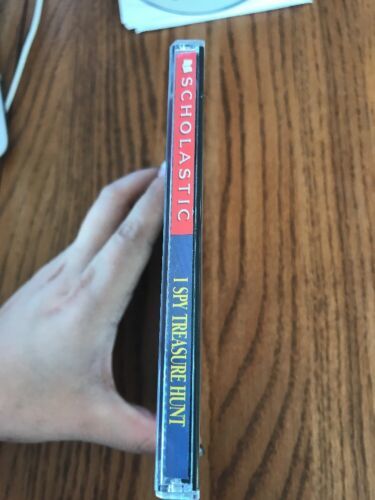 SCHOLASTIC
I SPY TREASURE HUNT